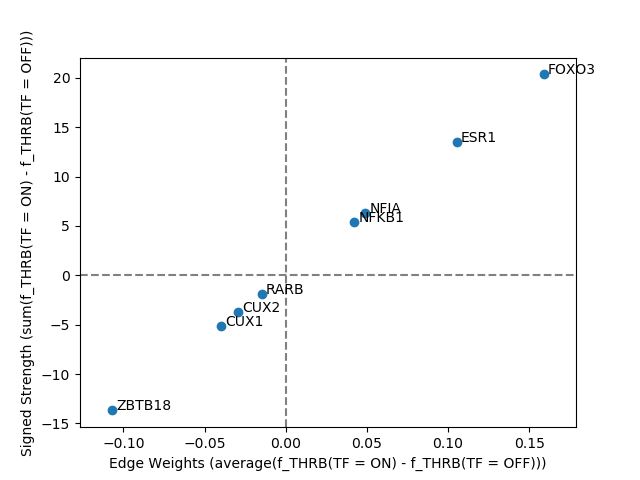 Signed Strength (sum(f_THRB(TF = ON) - f_THRB(TF = OFF)))
20
15
10
5
0
−5
−10
−15
FOXO3
ESR1
NFIA
NFKB1
RARB
CUX2
CUX1
ZBTB18
−0.10 −0.05 0.00 0.05 0.10 0.15
Edge Weights (average(f_THRB(TF = ON) - f_THRB(TF = OFF)))